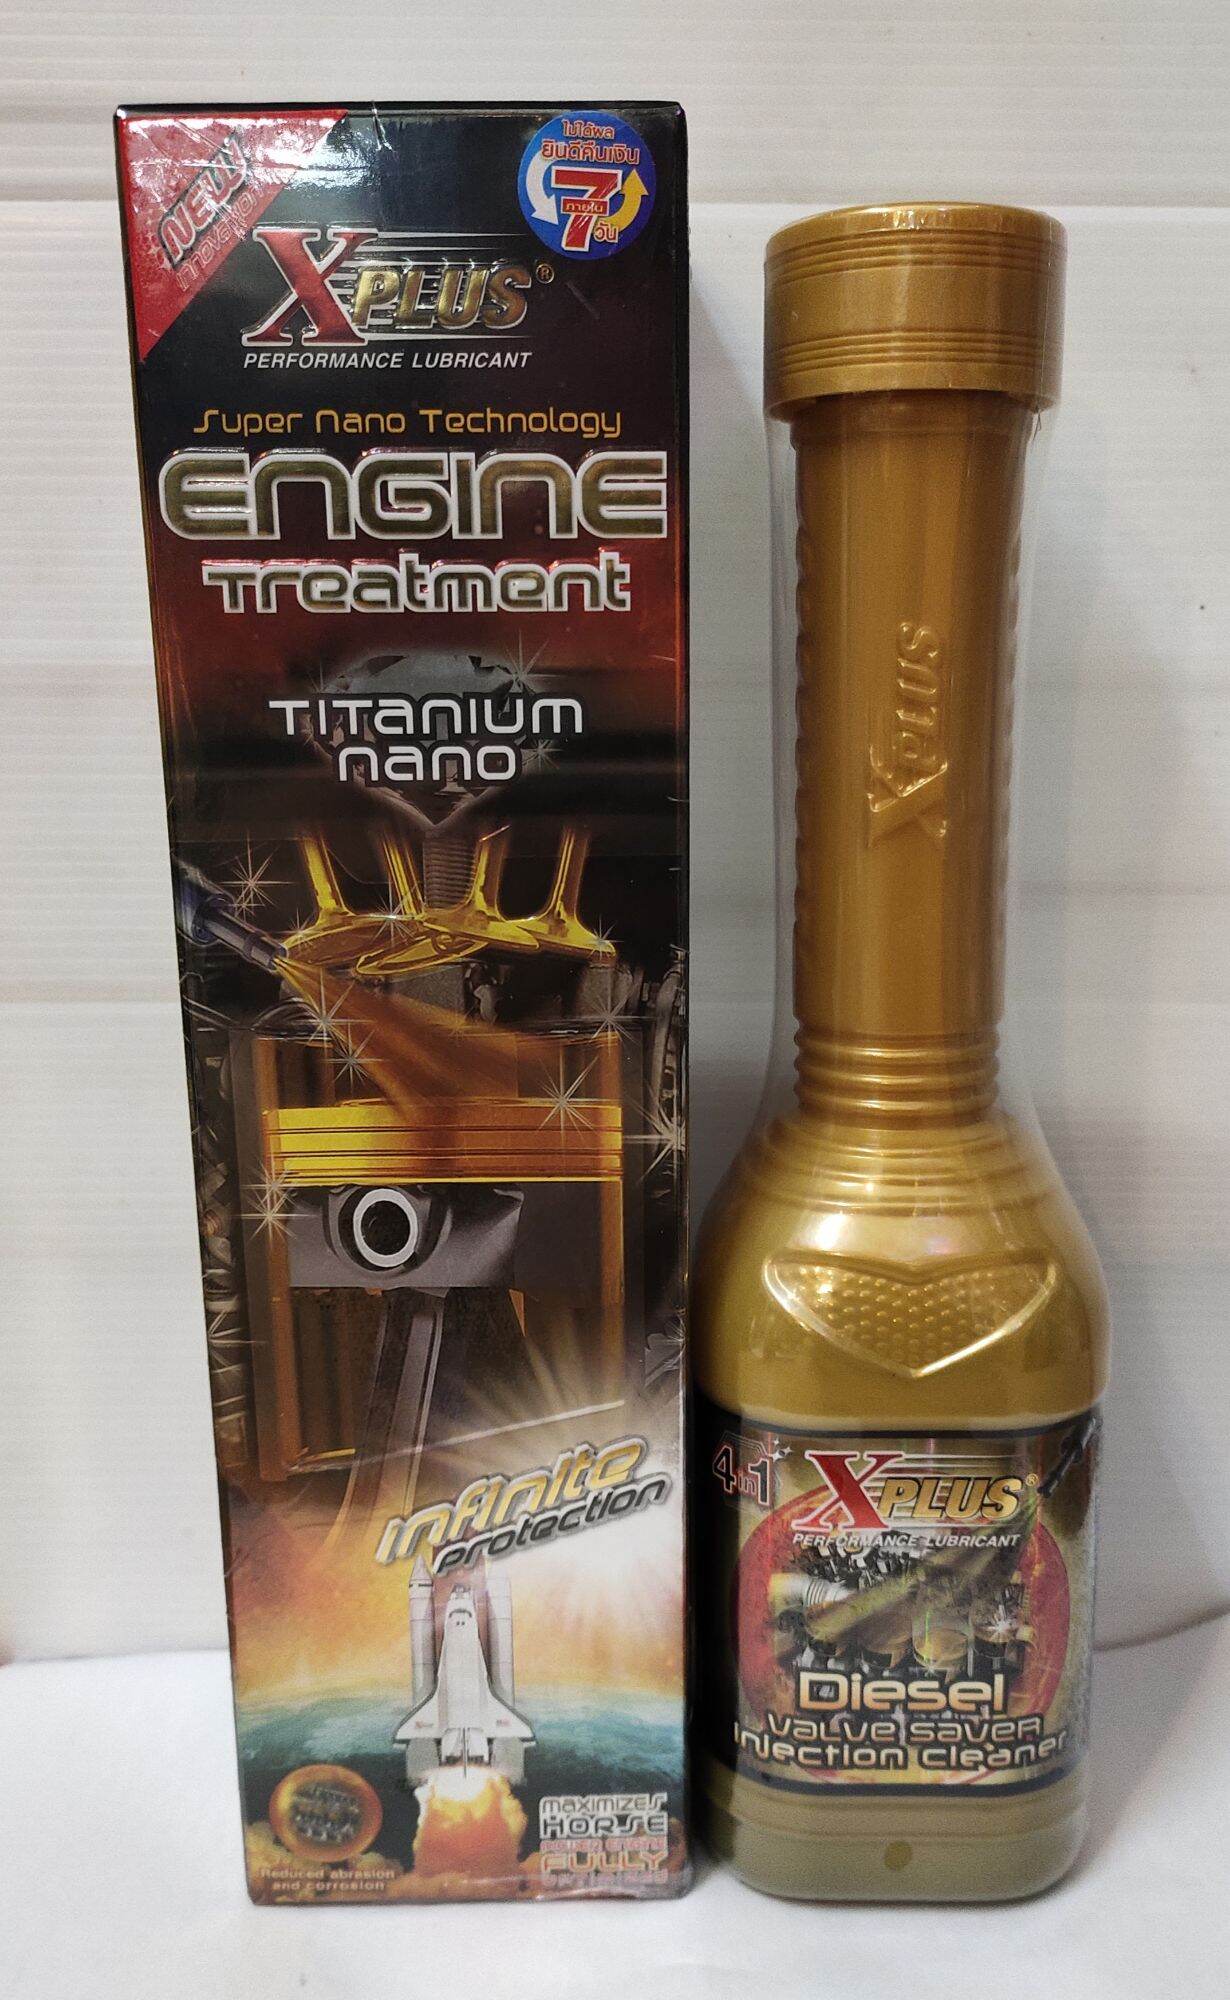 NEW
Innovation
ไม่ได้ผล
ยินดีคืนเงิน
ภายใน
7
วัน
XPLUS®
PERFORMANCE LUBRICANT
Super Nano Technology
ENGINE
Treatment
TITANIUM
nano
Infinite
protection
Reduced abrasion
and corrosion
MAXIMIZES
HORSE
POWER ENGINE
FULLY
XPLUS
4in1
XPLUS®
PERFORMANCE LUBRICANT
Diesel
VALVE SAVER
injection cleaner